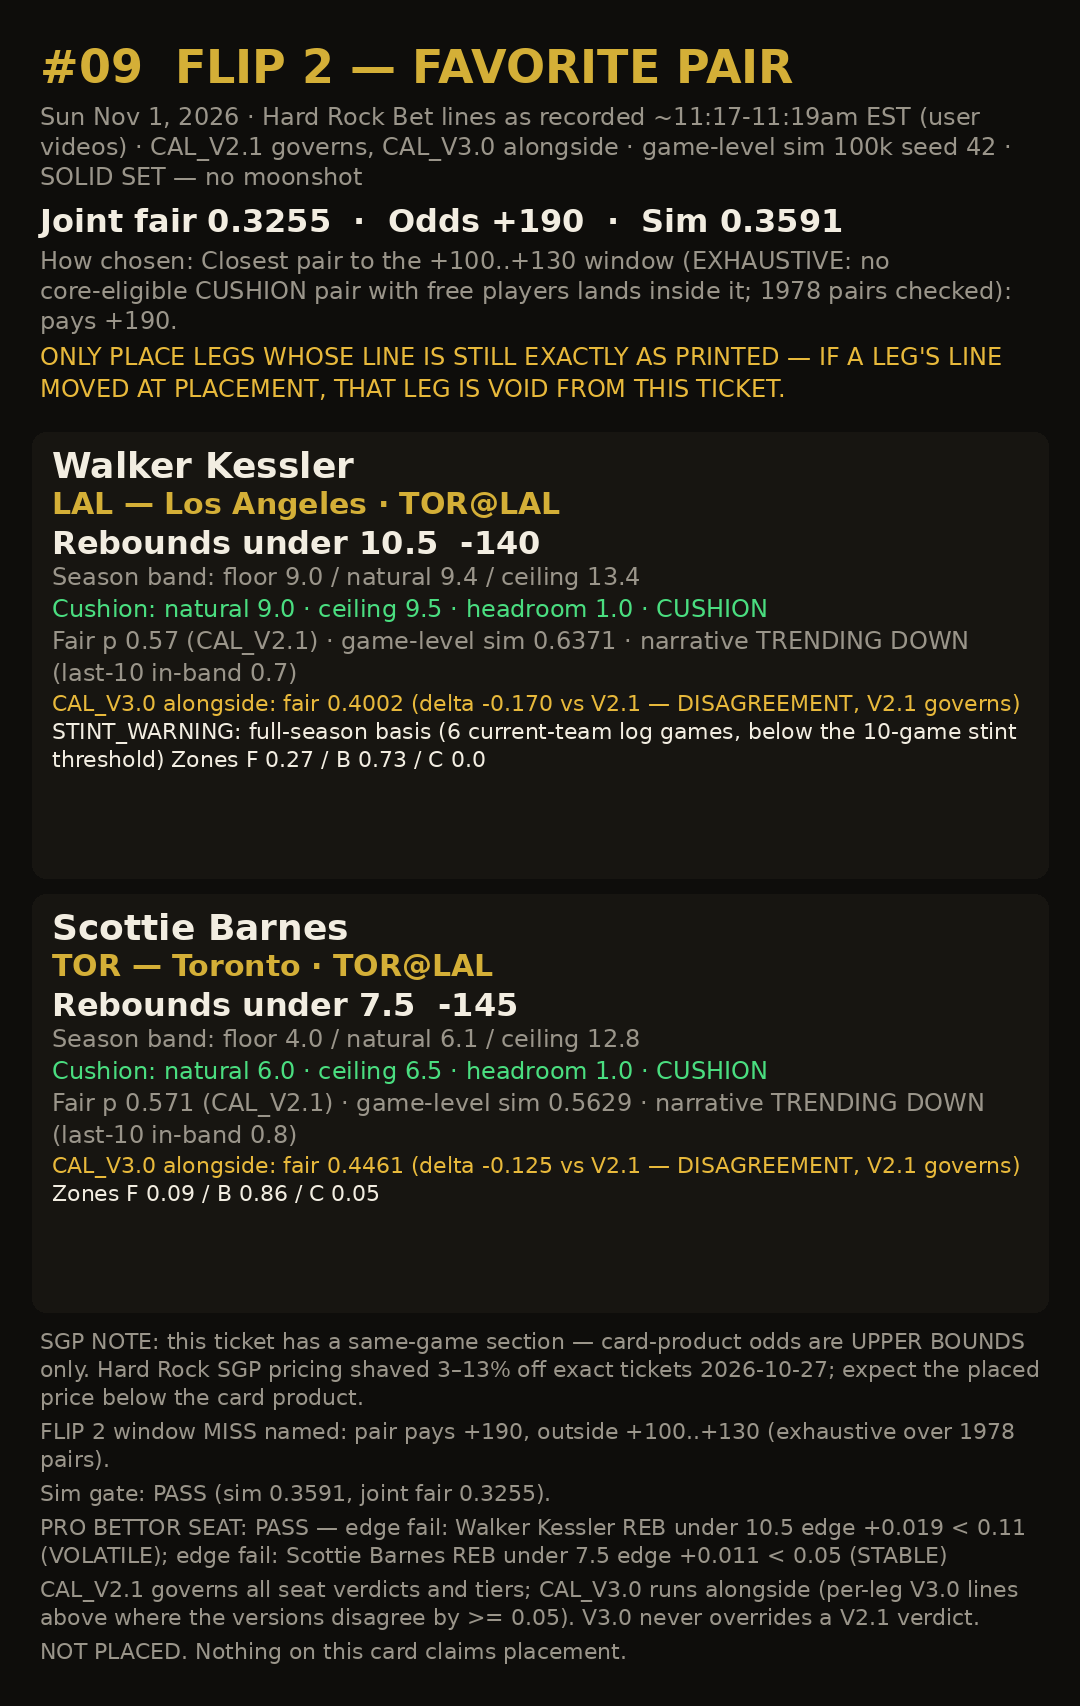 #09  FLIP 2 — FAVORITE PAIR
Sun Nov 1, 2026 · Hard Rock Bet lines as recorded ~11:17-11:19am EST (user
videos) · CAL_V2.1 governs, CAL_V3.0 alongside · game-level sim 100k seed 42 ·
SOLID SET — no moonshot
Joint fair 0.3255  ·  Odds +190  ·  Sim 0.3591
How chosen: Closest pair to the +100..+130 window (EXHAUSTIVE: no
core-eligible CUSHION pair with free players lands inside it; 1978 pairs checked):
pays +190.
ONLY PLACE LEGS WHOSE LINE IS STILL EXACTLY AS PRINTED — IF A LEG'S LINE
MOVED AT PLACEMENT, THAT LEG IS VOID FROM THIS TICKET.
Walker Kessler
LAL — Los Angeles · TOR@LAL
Rebounds under 10.5  -140
Season band: floor 9.0 / natural 9.4 / ceiling 13.4
Cushion: natural 9.0 · ceiling 9.5 · headroom 1.0 · CUSHION
Fair p 0.57 (CAL_V2.1) · game-level sim 0.6371 · narrative TRENDING DOWN
(last-10 in-band 0.7)
CAL_V3.0 alongside: fair 0.4002 (delta -0.170 vs V2.1 — DISAGREEMENT, V2.1 governs)
STINT_WARNING: full-season basis (6 current-team log games, below the 10-game stint
threshold) Zones F 0.27 / B 0.73 / C 0.0
Scottie Barnes
TOR — Toronto · TOR@LAL
Rebounds under 7.5  -145
Season band: floor 4.0 / natural 6.1 / ceiling 12.8
Cushion: natural 6.0 · ceiling 6.5 · headroom 1.0 · CUSHION
Fair p 0.571 (CAL_V2.1) · game-level sim 0.5629 · narrative TRENDING DOWN
(last-10 in-band 0.8)
CAL_V3.0 alongside: fair 0.4461 (delta -0.125 vs V2.1 — DISAGREEMENT, V2.1 governs)
Zones F 0.09 / B 0.86 / C 0.05
SGP NOTE: this ticket has a same-game section — card-product odds are UPPER BOUNDS
only. Hard Rock SGP pricing shaved 3–13% off exact tickets 2026-10-27; expect the placed
price below the card product.
FLIP 2 window MISS named: pair pays +190, outside +100..+130 (exhaustive over 1978
pairs).
Sim gate: PASS (sim 0.3591, joint fair 0.3255).
PRO BETTOR SEAT: PASS — edge fail: Walker Kessler REB under 10.5 edge +0.019 < 0.11
(VOLATILE); edge fail: Scottie Barnes REB under 7.5 edge +0.011 < 0.05 (STABLE)
CAL_V2.1 governs all seat verdicts and tiers; CAL_V3.0 runs alongside (per-leg V3.0 lines
above where the versions disagree by >= 0.05). V3.0 never overrides a V2.1 verdict.
NOT PLACED. Nothing on this card claims placement.